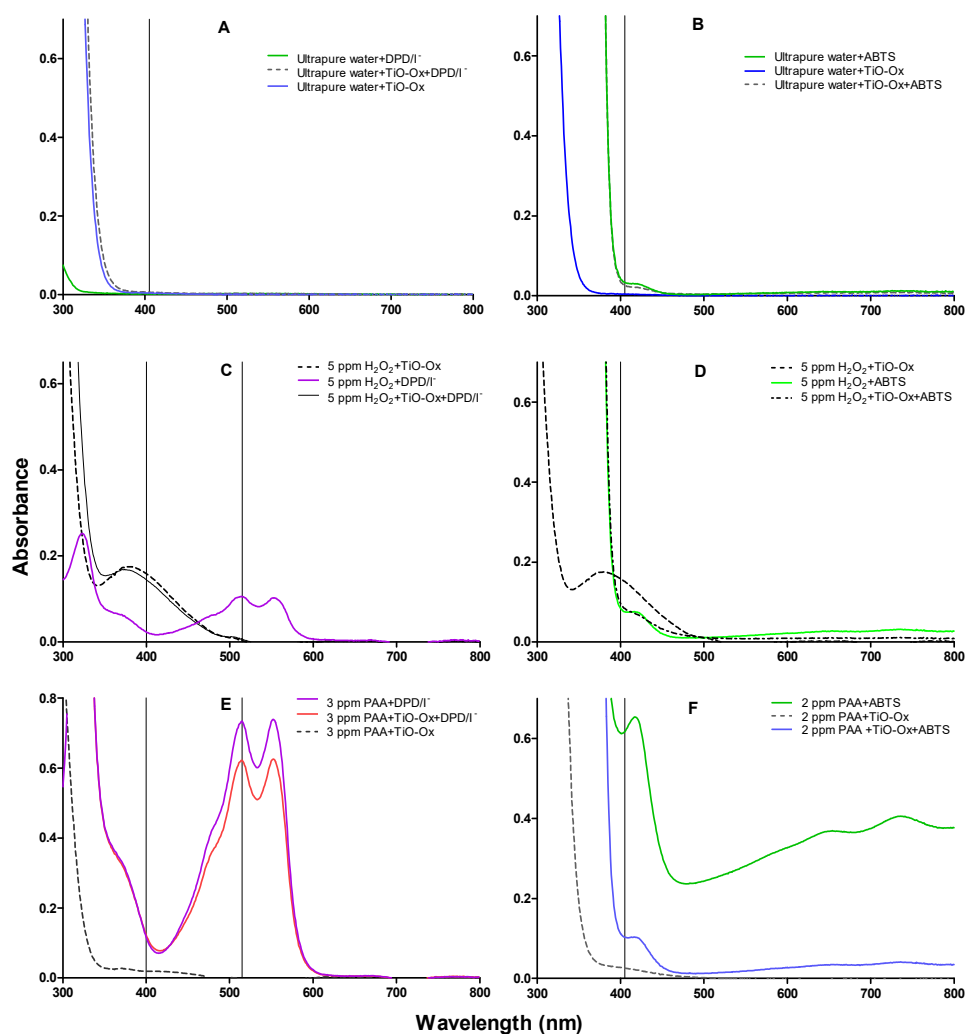 A
Ultrapure water+DPD/I⁻
Ultrapure water+TiO-Ox+DPD/I⁻
Ultrapure water+TiO-Ox
0.6
0.4
0.2
0.0
300 400 500 600 700 800
B
Ultrapure water+ABTS
Ultrapure water+TiO-Ox
Ultrapure water+TiO-Ox+ABTS
0.6
0.4
0.2
0.0
300 400 500 600 700 800
C
5 ppm H₂O₂+TiO-Ox
5 ppm H₂O₂+DPD/I⁻
5 ppm H₂O₂+TiO-Ox+DPD/I⁻
0.6
0.4
0.2
0.0
300 400 500 600 700 800
D
5 ppm H₂O₂+TiO-Ox
5 ppm H₂O₂+ABTS
5 ppm H₂O₂+TiO-Ox+ABTS
0.6
0.4
0.2
0.0
300 400 500 600 700 800
Absorbance
E
3 ppm PAA+DPD/I⁻
3 ppm PAA+TiO-Ox+DPD/I⁻
3 ppm PAA+TiO-Ox
0.8
0.6
0.4
0.2
0.0
300 400 500 600 700 800
F
2 ppm PAA+ABTS
2 ppm PAA+TiO-Ox
2 ppm PAA +TiO-Ox+ABTS
0.6
0.4
0.2
0.0
300 400 500 600 700 800
Wavelength (nm)